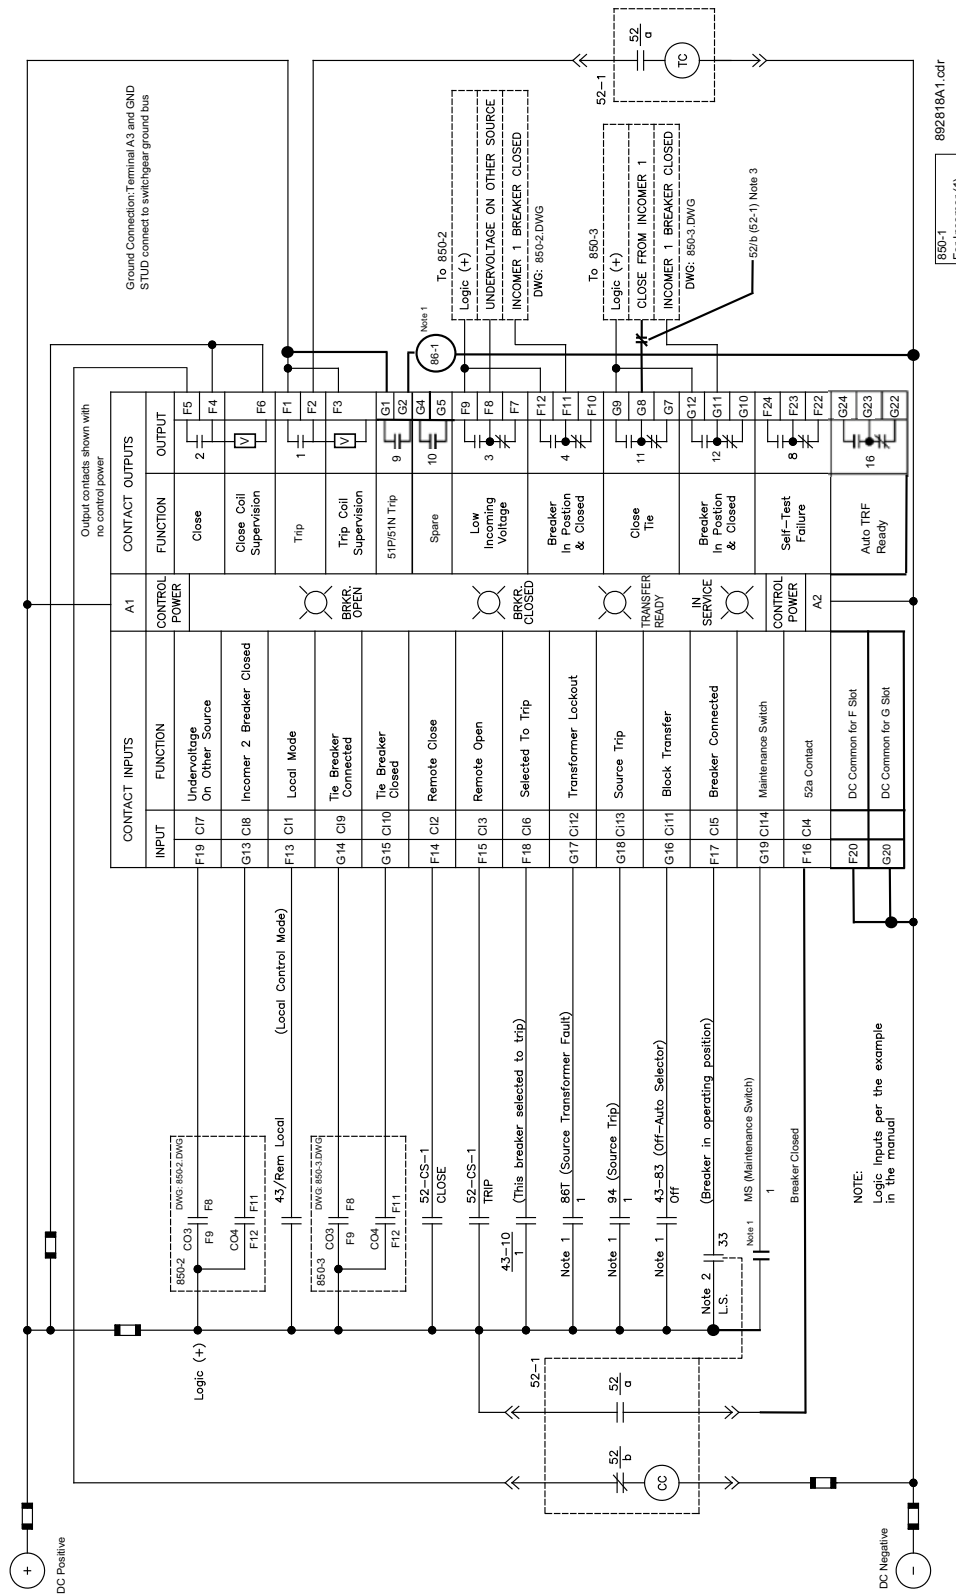 DC Positive
+
DC Negative
-
Logic (+)
Output contacts shown with
no control power
Ground Connection:Terminal A3 and GND
STUD connect to switchgear ground bus
850-2
DWG: 850-2.DWG
CO3
F9
F8
CO4
F12
F11
43/Rem Local
(Local Control Mode)
850-3
DWG: 850-3.DWG
CO3
F9
F8
CO4
F12
F11
52-CS-1
CLOSE
52-CS-1
TRIP
43-10
1
(This breaker selected to trip)
Note 1
86T (Source Transformer Fault)
1
Note 1
94 (Source Trip)
1
Note 1
43-83 (Off-Auto Selector)
Off
Note 2
33
L.S.
(Breaker in operating position)
Note 1
MS (Maintenance Switch)
1
Breaker Closed
52-1
52
b
CC
52
a
NOTE:
Logic Inputs per the example
in the manual
CONTACT INPUTS
INPUT
FUNCTION
F19 CI7
Undervoltage
On Other Source
G13 CI8
Incomer 2 Breaker Closed
F13 CI1
Local Mode
G14 CI9
Tie Breaker
Connected
G15 CI10
Tie Breaker
Closed
F14 CI2
Remote Close
F15 CI3
Remote Open
F18 CI6
Selected To Trip
G17 CI12
Transformer Lockout
G18 CI13
Source Trip
G16 CI11
Block Transfer
F17 CI5
Breaker Connected
G19 CI14
Maintenance Switch
F16 CI4
52a Contact
F20
DC Common for F Slot
G20
DC Common for G Slot
A1
CONTROL
POWER
BRKR.
OPEN
BRKR.
CLOSED
TRANSFER
READY
IN
SERVICE
CONTROL
POWER
A2
CONTACT OUTPUTS
FUNCTION
OUTPUT
Close
2
F5
F4
Close Coil
Supervision
V
F6
Trip
1
F1
F2
Trip Coil
Supervision
V
F3
51P/51N Trip
9
G1
G2
Spare
10
G4
G5
Low
Incoming
Voltage
3
F9
F8
F7
Breaker
In Postion
& Closed
4
F12
F11
F10
Close
Tie
11
G9
G8
G7
Breaker
In Postion
& Closed
12
G12
G11
G10
Self-Test
Failure
8
F24
F23
F22
Auto TRF
Ready
16
G24
G23
G22
Note 1
86-1
To 850-2
Logic (+)
UNDERVOLTAGE ON OTHER SOURCE
INCOMER 1 BREAKER CLOSED
DWG: 850-2.DWG
To 850-3
Logic (+)
CLOSE FROM INCOMER 1
INCOMER 1 BREAKER CLOSED
DWG: 850-3.DWG
52/b (52-1) Note 3
52-1
52
a
TC
892818A1.cdr
850-1